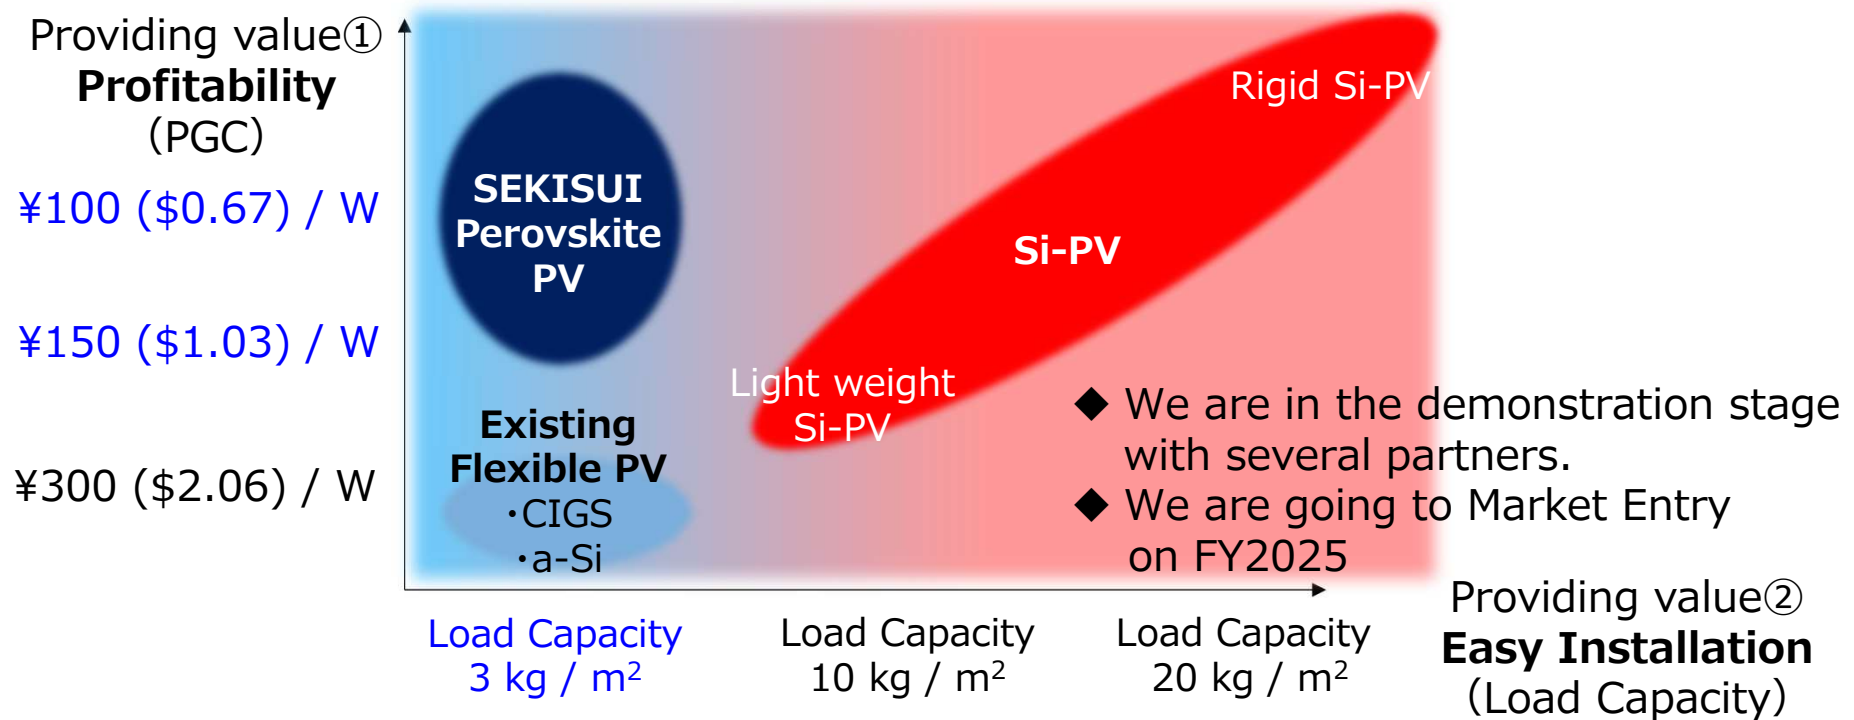 Providing value①
Profitability
(PGC)
¥100 ($0.67) / W
¥150 ($1.03) / W
¥300 ($2.06) / W
SEKISUI
Perovskite
PV
Existing
Flexible PV
・CIGS
・a-Si
Rigid Si-PV
Si-PV
Light weight
Si-PV
◆ We are in the demonstration stage
with several partners.
◆ We are going to Market Entry
on FY2025
Load Capacity
3 kg / m²
Load Capacity
10 kg / m²
Load Capacity
20 kg / m²
Providing value②
Easy Installation
(Load Capacity)